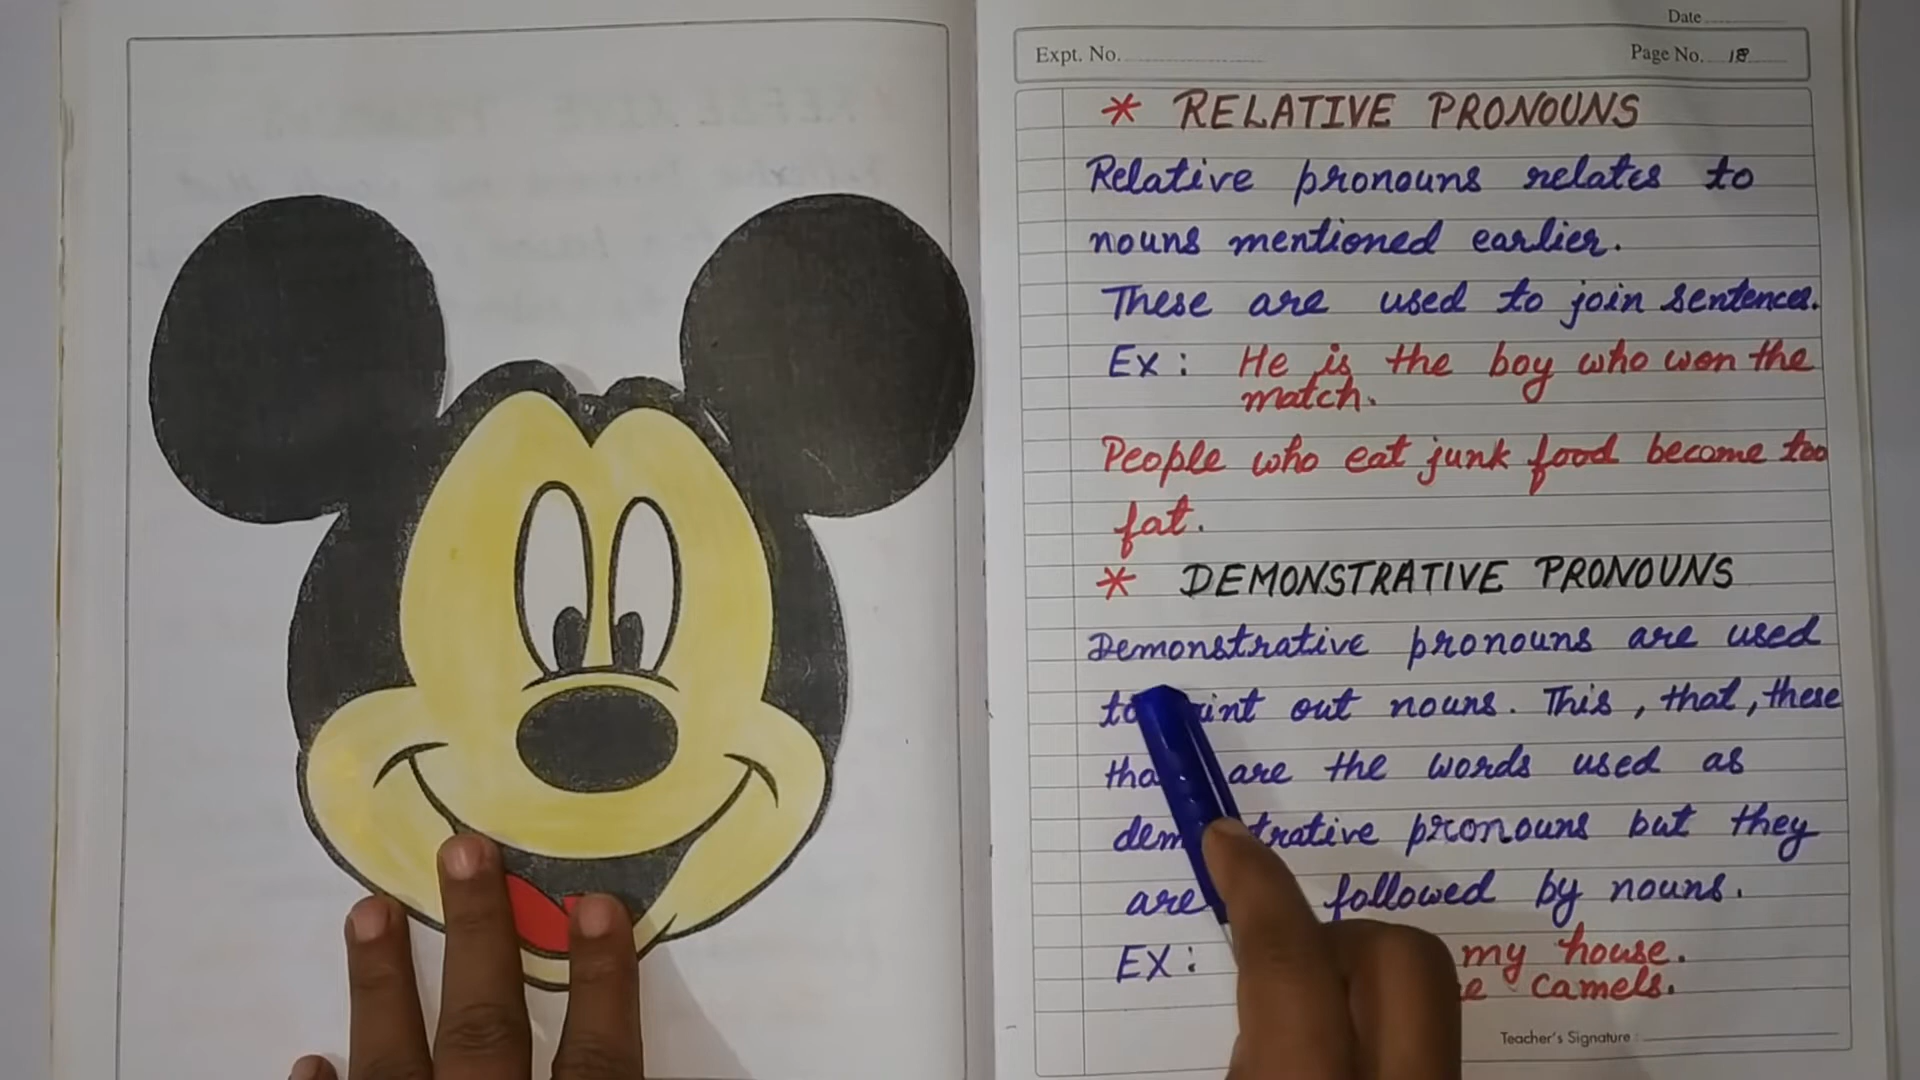 Date
Expt. No.
Page No. 18
* RELATIVE PRONOUNS
Relative pronouns relates to
nouns mentioned earlier.
These are used to join sentences.
Ex: He is the boy who won the
match.
People who eat junk food become too
fat.
* DEMONSTRATIVE PRONOUNS
Demonstrative pronouns are used
to out nouns. This, that, these
are the words used as
pronouns but they
are followed by nouns.
EX: my house.
camels.
Teacher's Signature: